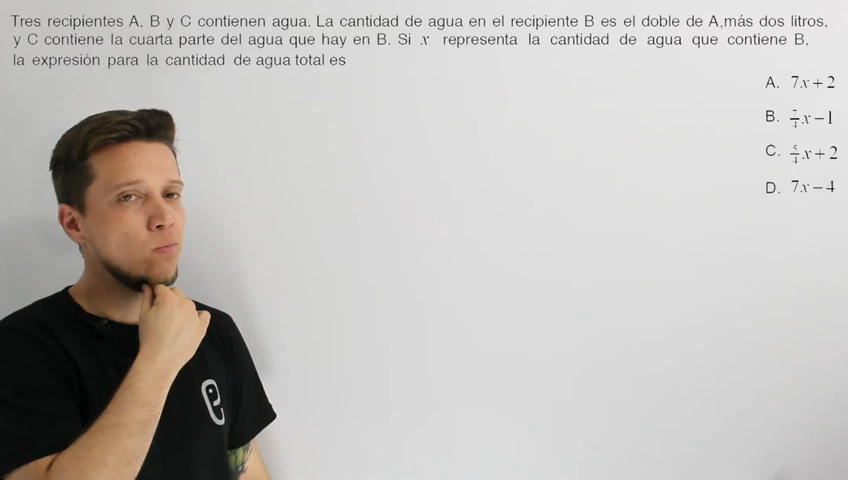 Tres recipientes A, B y C contienen agua. La cantidad de agua en el recipiente B es el doble de A,más dos litros,
y C contiene la cuarta parte del agua que hay en B. Si x representa la cantidad de agua que contiene B,
la expresión para la cantidad de agua total es
A. 7x+2
B. 7/4 x−1
C. 5/4 x+2
D. 7x−4
e